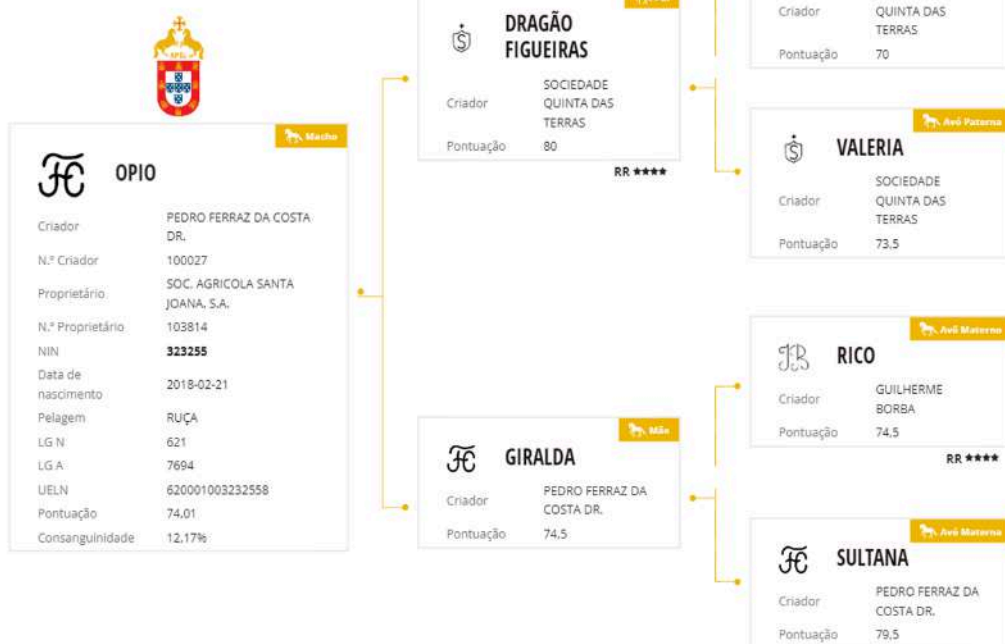 APSL
Macho
OPIO
Criador PEDRO FERRAZ DA COSTA
DR.
N.º Criador 100027
Proprietário SOC. AGRICOLA SANTA
JOANA, S.A.
N.º Proprietário 103814
NIN 323255
Data de
nascimento 2018-02-21
Pelagem RUÇA
LG N 621
LG A 7694
UELN 620001003232558
Pontuação 74,01
Consanguinidade 12,17%
DRAGÃO
FIGUEIRAS
Criador SOCIEDADE
QUINTA DAS
TERRAS
Pontuação 80
RR ★★★★
Mãe
GIRALDA
Criador PEDRO FERRAZ DA
COSTA DR.
Pontuação 74,5
Criador QUINTA DAS
TERRAS
Pontuação 70
Avó Paterna
VALERIA
Criador SOCIEDADE
QUINTA DAS
TERRAS
Pontuação 73,5
Avô Materno
RICO
Criador GUILHERME
BORBA
Pontuação 74,5
RR ★★★★
Avó Materna
SULTANA
Criador PEDRO FERRAZ DA
COSTA DR.
Pontuação 79,5